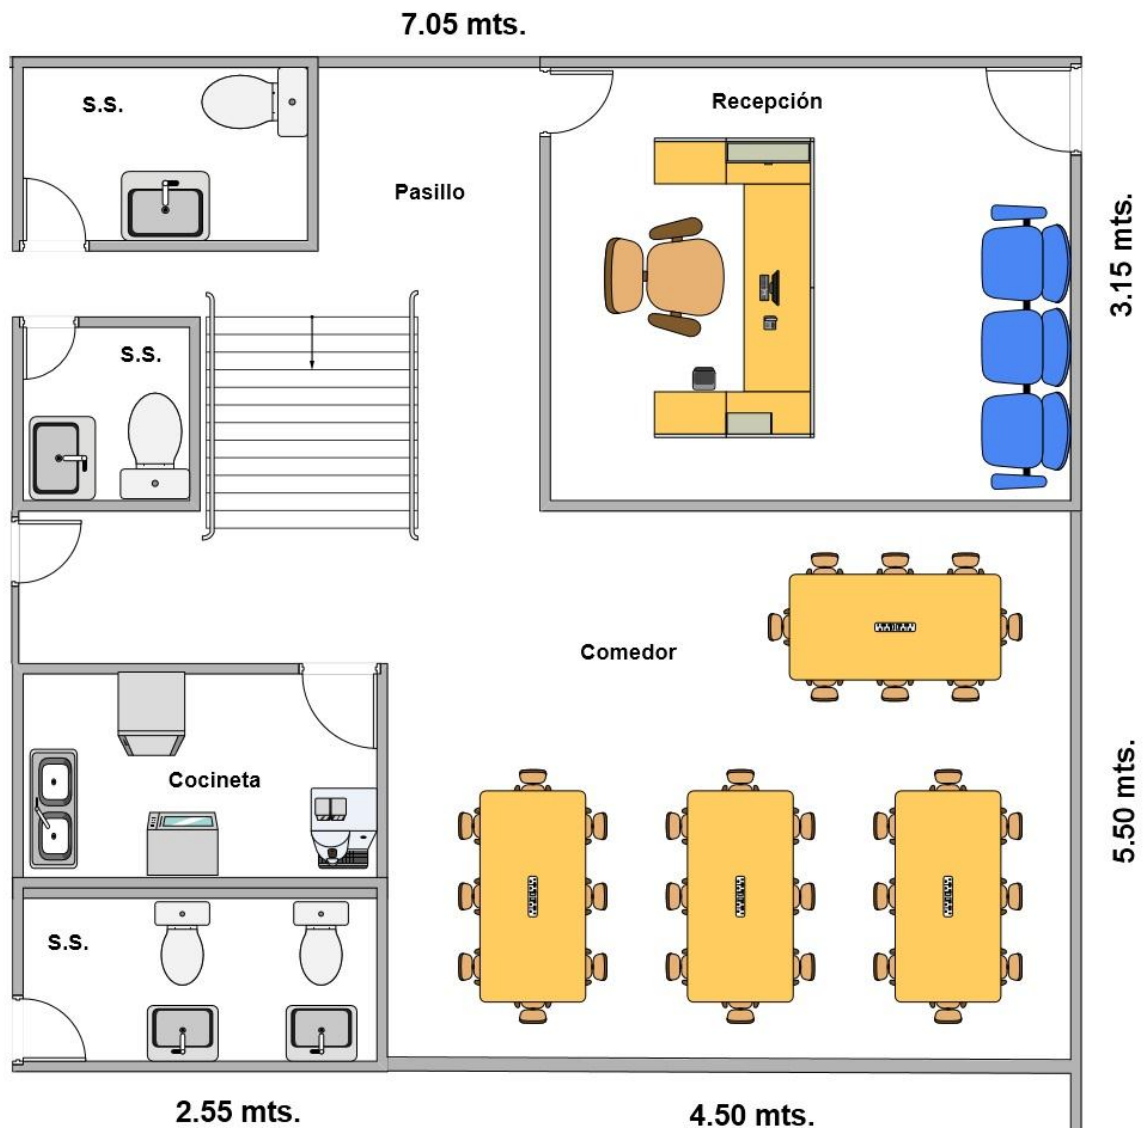 7.05 mts.
S.S.
Recepción
Pasillo
3.15 mts.
S.S.
Comedor
Cocineta
5.50 mts.
S.S.
2.55 mts.
4.50 mts.